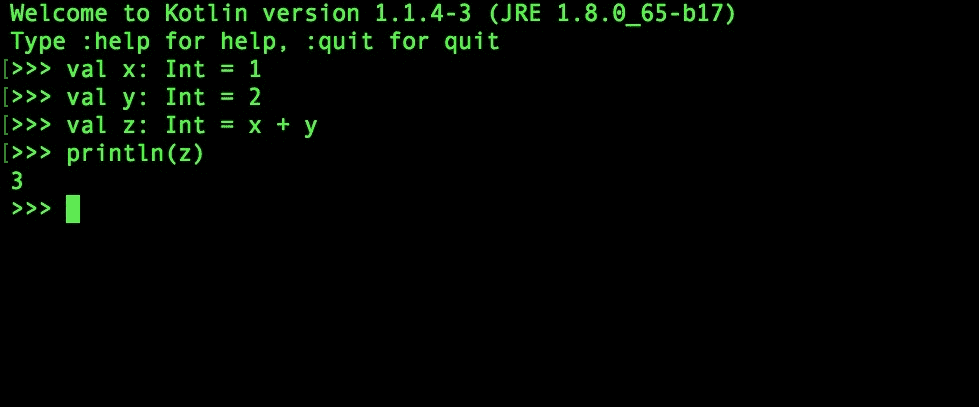 Welcome to Kotlin version 1.1.4-3 (JRE 1.8.0_65-b17)
Type :help for help, :quit for quit
[>>> val x: Int = 1
[>>> val y: Int = 2
[>>> val z: Int = x + y
[>>> println(z)
3
>>>